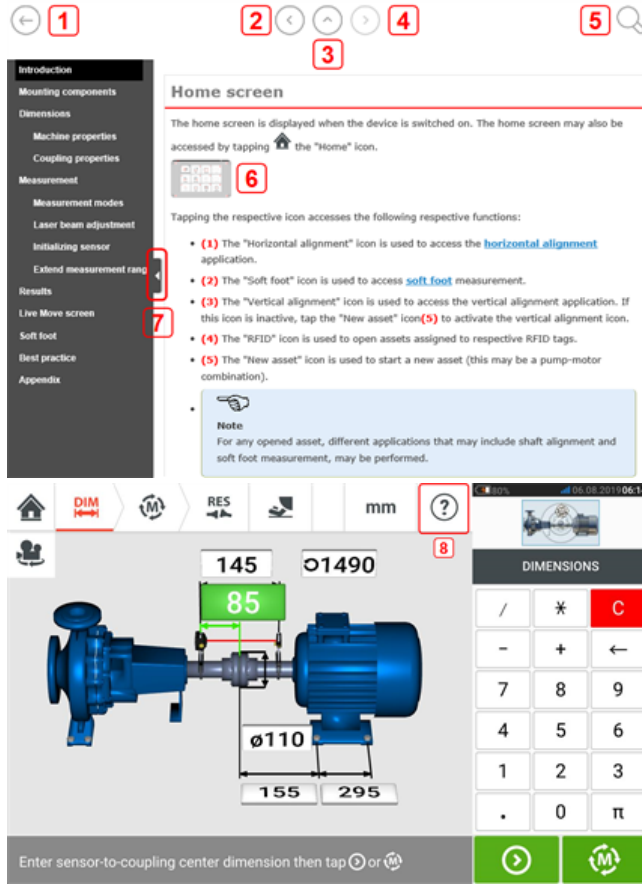 1
2
3
4
5
Introduction
Mounting components
Dimensions
Machine properties
Coupling properties
Measurement
Measurement modes
Laser beam adjustment
Initializing sensor
Extend measurement rang
Results
Live Move screen
Soft foot
Best practice
Appendix
7
Home screen
The home screen is displayed when the device is switched on. The home screen may also be
accessed by tapping the "Home" icon.
6
Tapping the respective icon accesses the following respective functions:
• (1) The "Horizontal alignment" icon is used to access the horizontal alignment
application.
• (2) The "Soft foot" icon is used to access soft foot measurement.
• (3) The "Vertical alignment" icon is used to access the vertical alignment application. If
this icon is inactive, tap the "New asset" icon(5) to activate the vertical alignment icon.
• (4) The "RFID" icon is used to open assets assigned to respective RFID tags.
• (5) The "New asset" icon is used to start a new asset (this may be a pump-motor
combination).
•
Note
For any opened asset, different applications that may include shaft alignment and
soft foot measurement, may be performed.
DIM
M
RES
mm
?
8
80% 06.08.2019 06:1
145
1490
85
ø110
155
295
DIMENSIONS
/ * C
- + ←
7 8 9
4 5 6
1 2 3
. 0 π
Enter sensor-to-coupling center dimension then tap or M
M